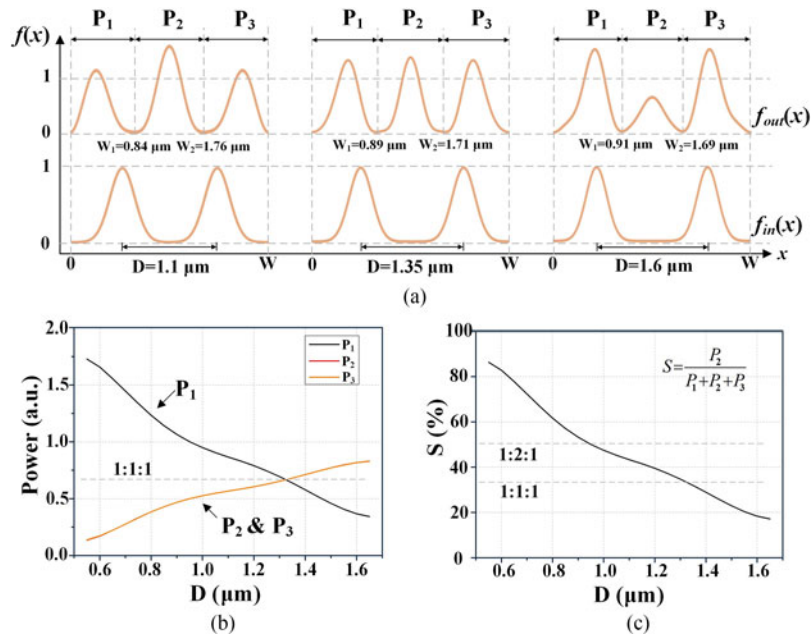 P₁ P₂ P₃ P₁ P₂ P₃ P₁ P₂ P₃
f(x)
1
fout(x)
0
W₁=0.84 μm W₂=1.76 μm W₁=0.89 μm W₂=1.71 μm W₁=0.91 μm W₂=1.69 μm
1
fin(x)
0
0 D=1.1 μm W 0 D=1.35 μm W 0 D=1.6 μm W x
(a)
2.0
1.5
1.0
0.5
0.0
Power (a.u.)
P₁
P₂
P₃
P₁
1:1:1
P₂ & P₃
0.6 0.8 1.0 1.2 1.4 1.6
D (μm)
(b)
100
80
60
40
20
0
S (%)
S= P₂
P₁+P₂+P₃
1:2:1
1:1:1
0.6 0.8 1.0 1.2 1.4 1.6
D (μm)
(c)